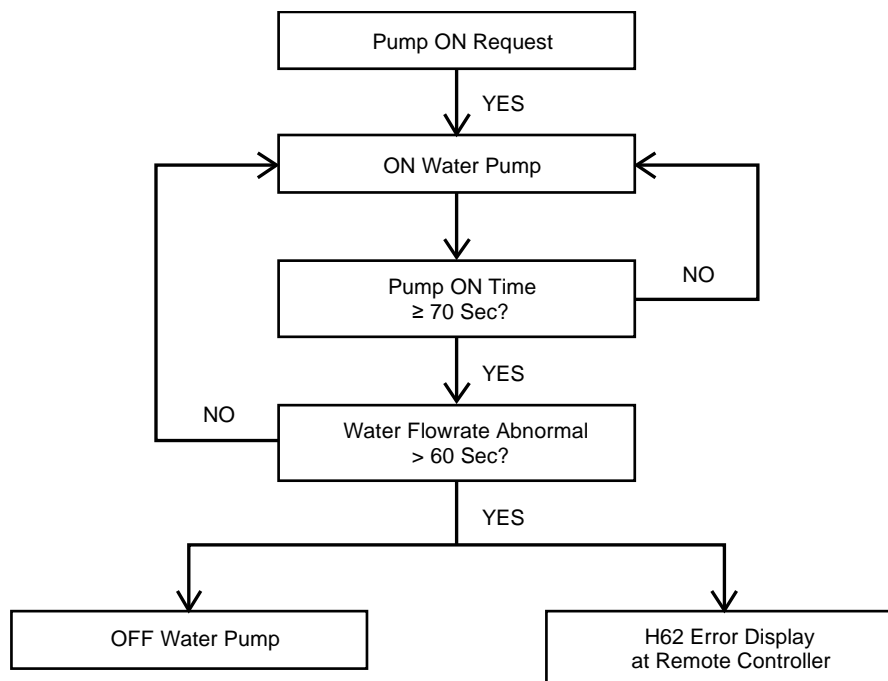 Pump ON Request
YES
ON Water Pump
Pump ON Time
≥ 70 Sec?
NO
YES
NO
Water Flowrate Abnormal
> 60 Sec?
YES
OFF Water Pump
H62 Error Display
at Remote Controller